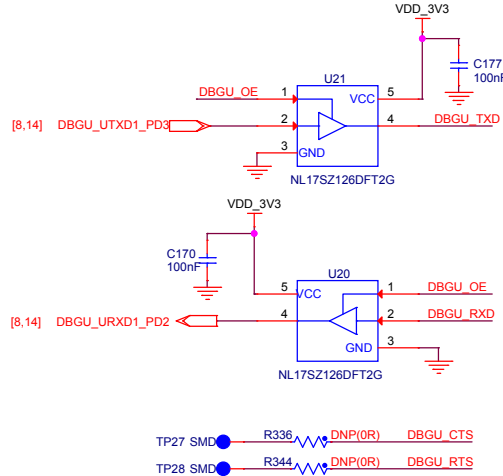 VDD_3V3
C177
100nF
U21
DBGU_OE
1
5
VCC
[8,14] DBGU_UTXD1_PD3
2
4
DBGU_TXD
3
GND
NL17SZ126DFT2G
VDD_3V3
C170
100nF
U20
5
VCC
1
DBGU_OE
[8,14] DBGU_URXD1_PD2
4
2
DBGU_RXD
GND
3
NL17SZ126DFT2G
TP27 SMD R336 DNP(0R) DBGU_CTS
TP28 SMD R344 DNP(0R) DBGU_RTS